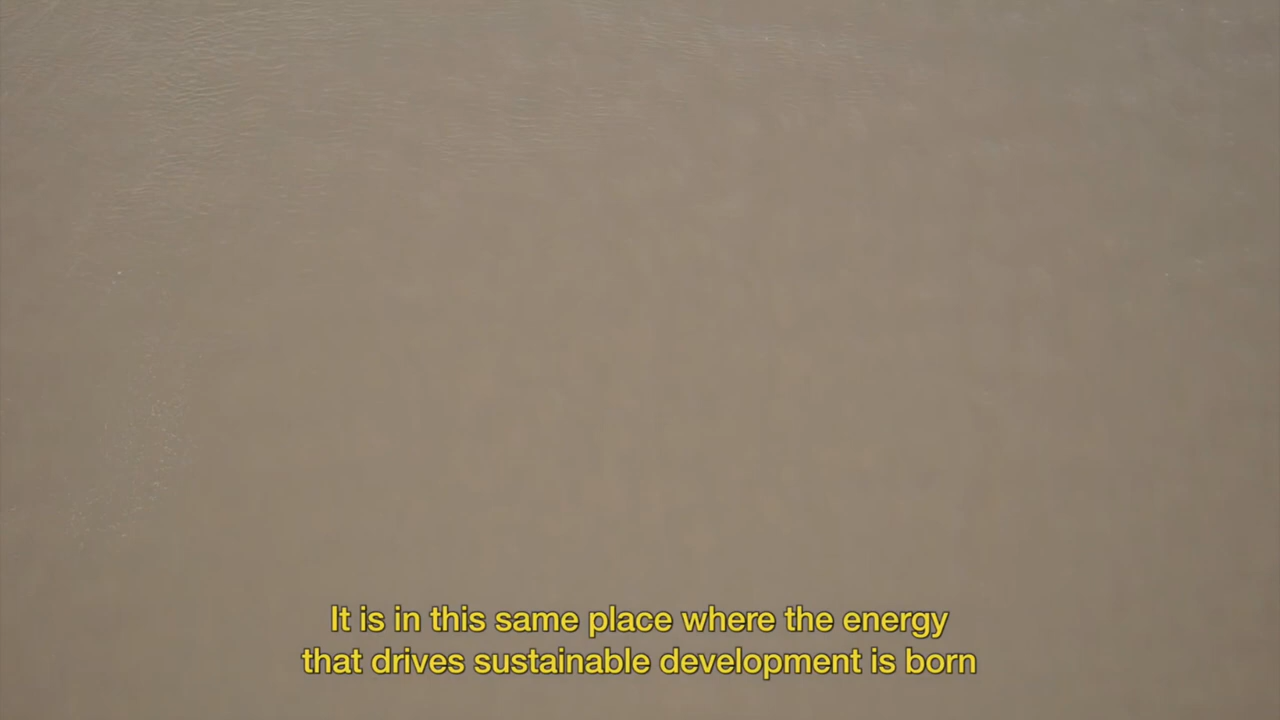 It is in this same place where the energy
that drives sustainable development is born